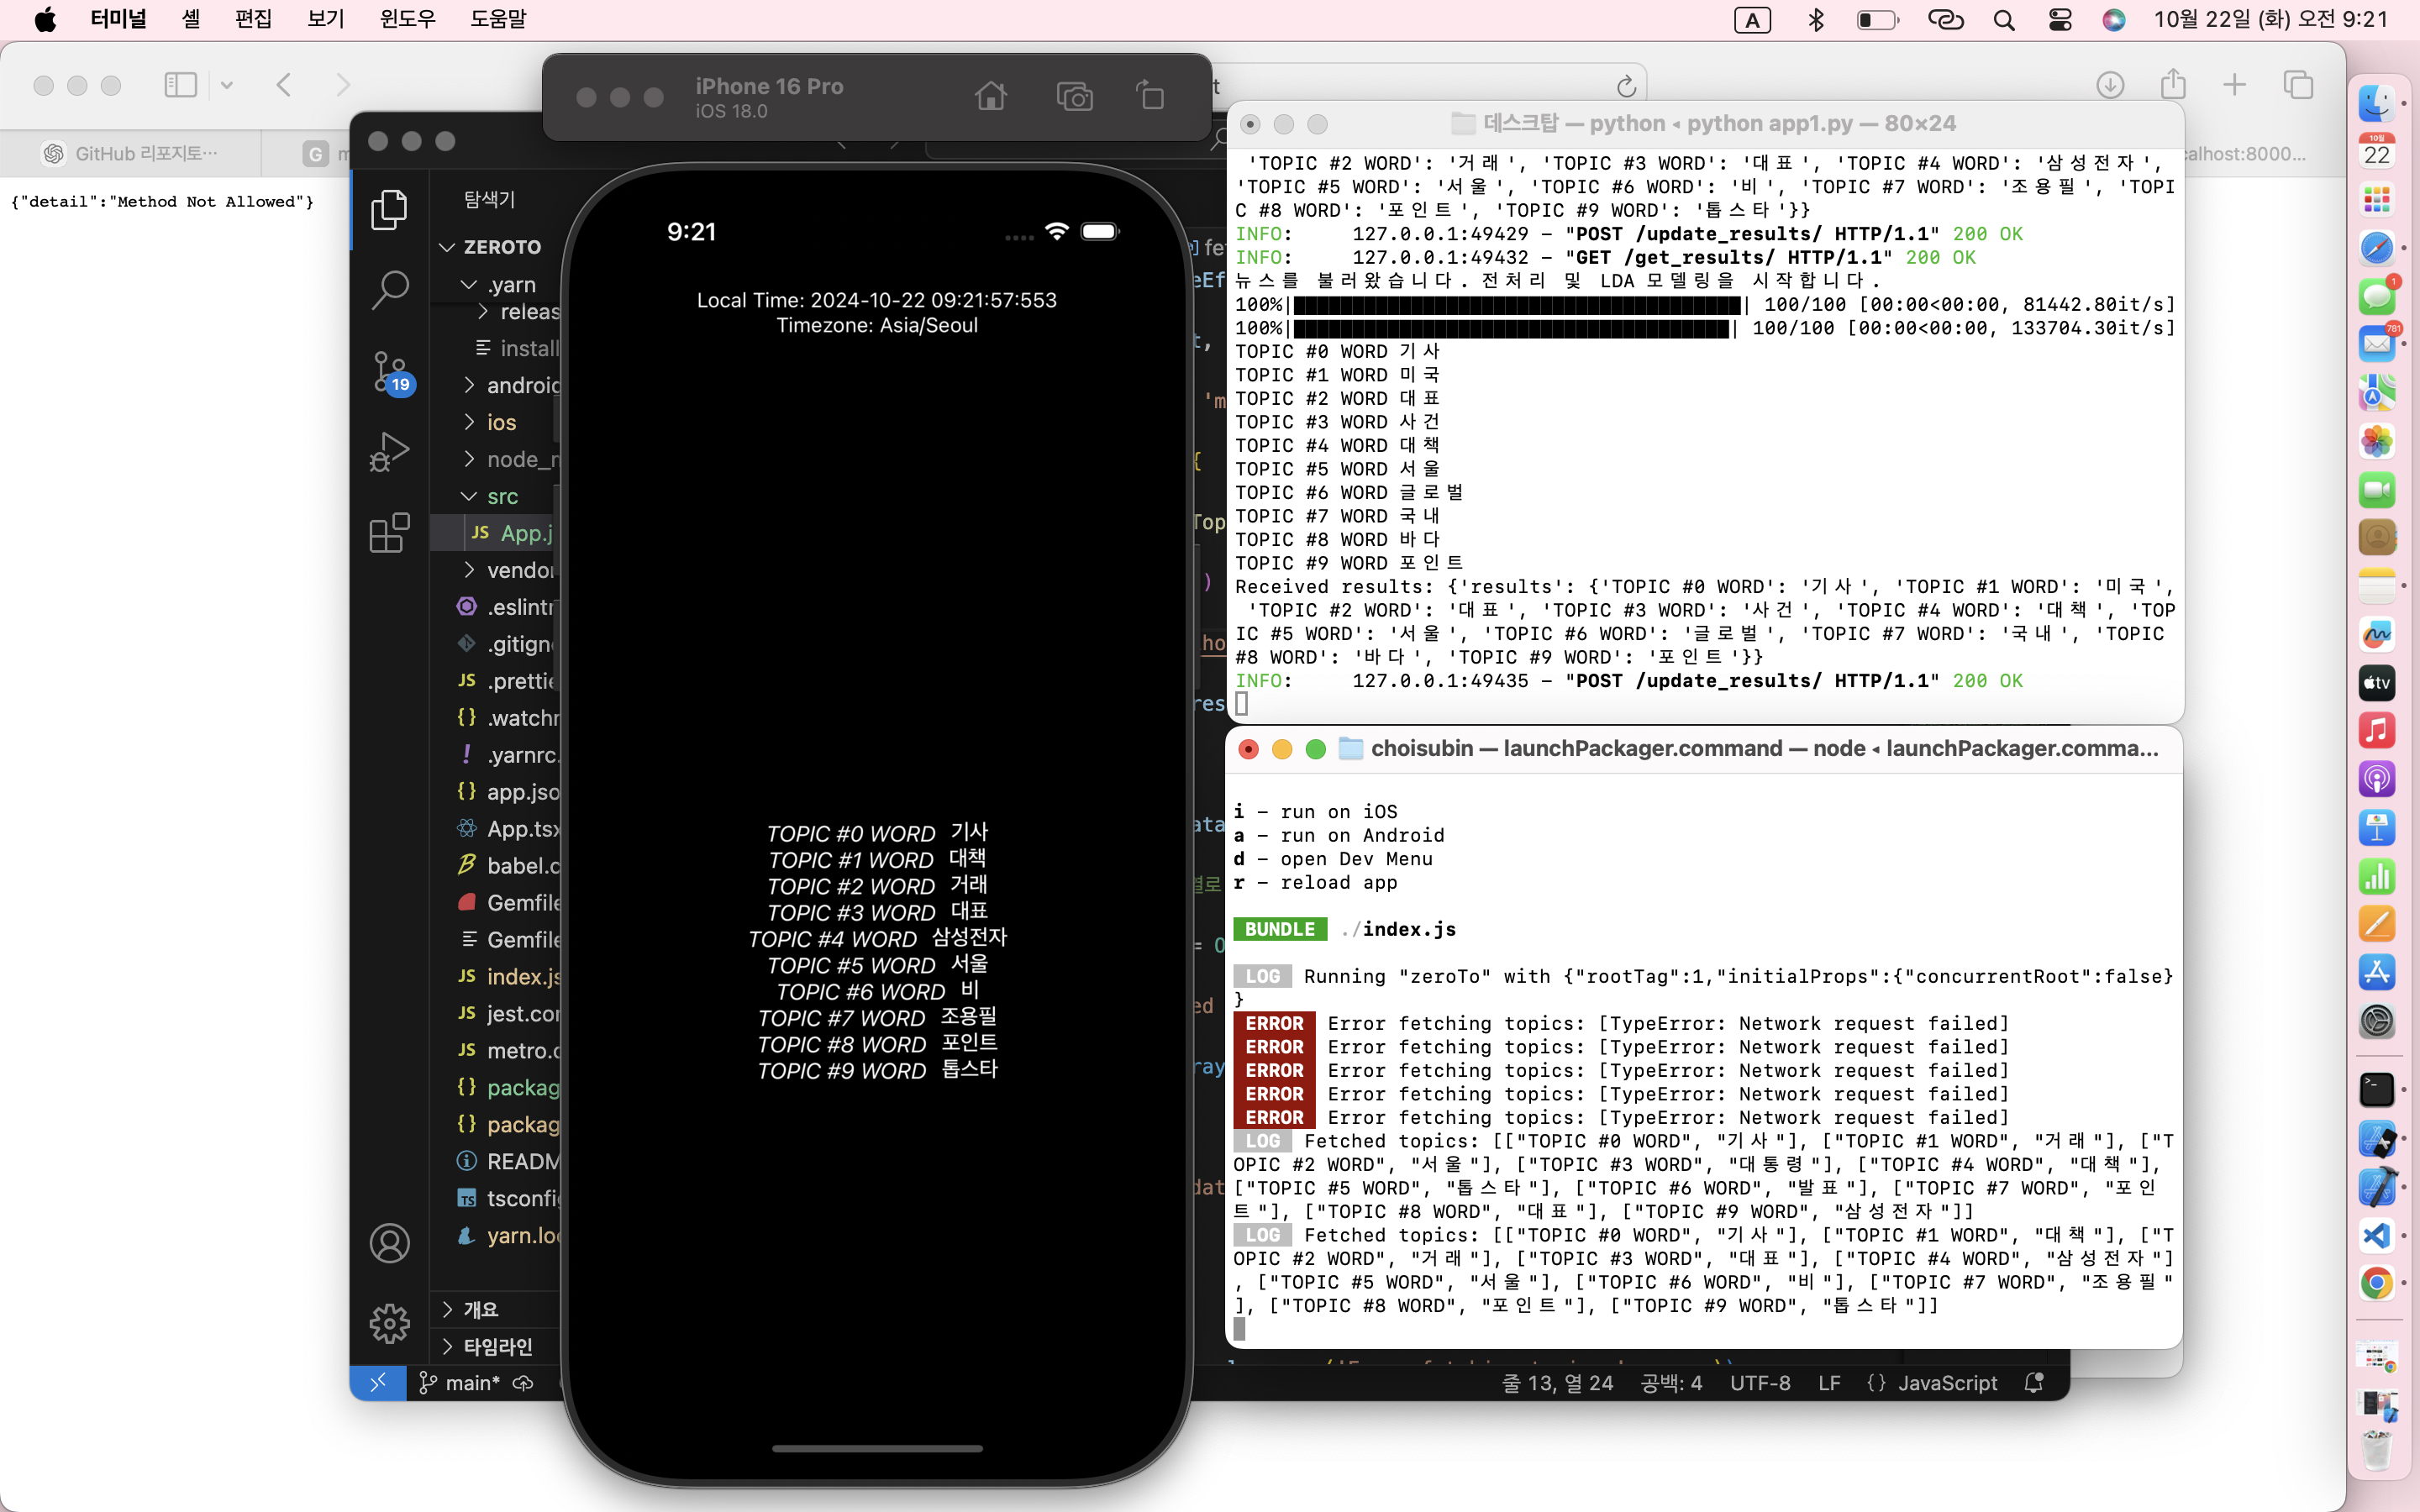 터미널 셸 편집 보기 윈도우 도움말
A 10월 22일 (화) 오전 9:21
GitHub 리포지토…
G
{"detail":"Method Not Allowed"}
탐색기
ZEROTO
.yarn
releas
install
android
ios
node_m
src
JS App.j
vendor
.eslintr
.gitigno
JS .prettie
{} .watchm
! .yarnrc.
{} app.jso
App.tsx
babel.c
Gemfile
Gemfile
JS index.js
JS jest.con
JS metro.c
{} packag
{} packag
READM
TS tsconfig
yarn.loc
개요
타임라인
19
main*
줄 13, 열 24 공백: 4 UTF-8 LF {} JavaScript
iPhone 16 Pro
iOS 18.0
9:21
Local Time: 2024-10-22 09:21:57:553
Timezone: Asia/Seoul
TOPIC #0 WORD 기사
TOPIC #1 WORD 대책
TOPIC #2 WORD 거래
TOPIC #3 WORD 대표
TOPIC #4 WORD 삼성전자
TOPIC #5 WORD 서울
TOPIC #6 WORD 비
TOPIC #7 WORD 조용필
TOPIC #8 WORD 포인트
TOPIC #9 WORD 톱스타
데스크탑 — python ◂ python app1.py — 80×24
'TOPIC #2 WORD': '거래', 'TOPIC #3 WORD': '대표', 'TOPIC #4 WORD': '삼성전자',
'TOPIC #5 WORD': '서울', 'TOPIC #6 WORD': '비', 'TOPIC #7 WORD': '조용필', 'TOPI
C #8 WORD': '포인트', 'TOPIC #9 WORD': '톱스타'}}
INFO: 127.0.0.1:49429 - "POST /update_results/ HTTP/1.1" 200 OK
INFO: 127.0.0.1:49432 - "GET /get_results/ HTTP/1.1" 200 OK
뉴스를 불러왔습니다. 전처리 및 LDA 모델링을 시작합니다.
100%| | 100/100 [00:00<00:00, 81442.80it/s]
100%| | 100/100 [00:00<00:00, 133704.30it/s]
TOPIC #0 WORD 기사
TOPIC #1 WORD 미국
TOPIC #2 WORD 대표
TOPIC #3 WORD 사건
TOPIC #4 WORD 대책
TOPIC #5 WORD 서울
TOPIC #6 WORD 글로벌
TOPIC #7 WORD 국내
TOPIC #8 WORD 바다
TOPIC #9 WORD 포인트
Received results: {'results': {'TOPIC #0 WORD': '기사', 'TOPIC #1 WORD': '미국',
'TOPIC #2 WORD': '대표', 'TOPIC #3 WORD': '사건', 'TOPIC #4 WORD': '대책', 'TOP
IC #5 WORD': '서울', 'TOPIC #6 WORD': '글로벌', 'TOPIC #7 WORD': '국내', 'TOPIC
#8 WORD': '바다', 'TOPIC #9 WORD': '포인트'}}
INFO: 127.0.0.1:49435 - "POST /update_results/ HTTP/1.1" 200 OK
alhost:8000...
choisubin — launchPackager.command — node ◂ launchPackager.comma...
i - run on iOS
a - run on Android
d - open Dev Menu
r - reload app
BUNDLE ./index.js
LOG Running "zeroTo" with {"rootTag":1,"initialProps":{"concurrentRoot":false}
}
ERROR Error fetching topics: [TypeError: Network request failed]
ERROR Error fetching topics: [TypeError: Network request failed]
ERROR Error fetching topics: [TypeError: Network request failed]
ERROR Error fetching topics: [TypeError: Network request failed]
ERROR Error fetching topics: [TypeError: Network request failed]
LOG Fetched topics: [["TOPIC #0 WORD", "기사"], ["TOPIC #1 WORD", "거래"], ["T
OPIC #2 WORD", "서울"], ["TOPIC #3 WORD", "대통령"], ["TOPIC #4 WORD", "대책"],
["TOPIC #5 WORD", "톱스타"], ["TOPIC #6 WORD", "발표"], ["TOPIC #7 WORD", "포인
트"], ["TOPIC #8 WORD", "대표"], ["TOPIC #9 WORD", "삼성전자"]]
LOG Fetched topics: [["TOPIC #0 WORD", "기사"], ["TOPIC #1 WORD", "대책"], ["T
OPIC #2 WORD", "거래"], ["TOPIC #3 WORD", "대표"], ["TOPIC #4 WORD", "삼성전자"]
, ["TOPIC #5 WORD", "서울"], ["TOPIC #6 WORD", "비"], ["TOPIC #7 WORD", "조용필"
], ["TOPIC #8 WORD", "포인트"], ["TOPIC #9 WORD", "톱스타"]]
10월
22
1
781
tv